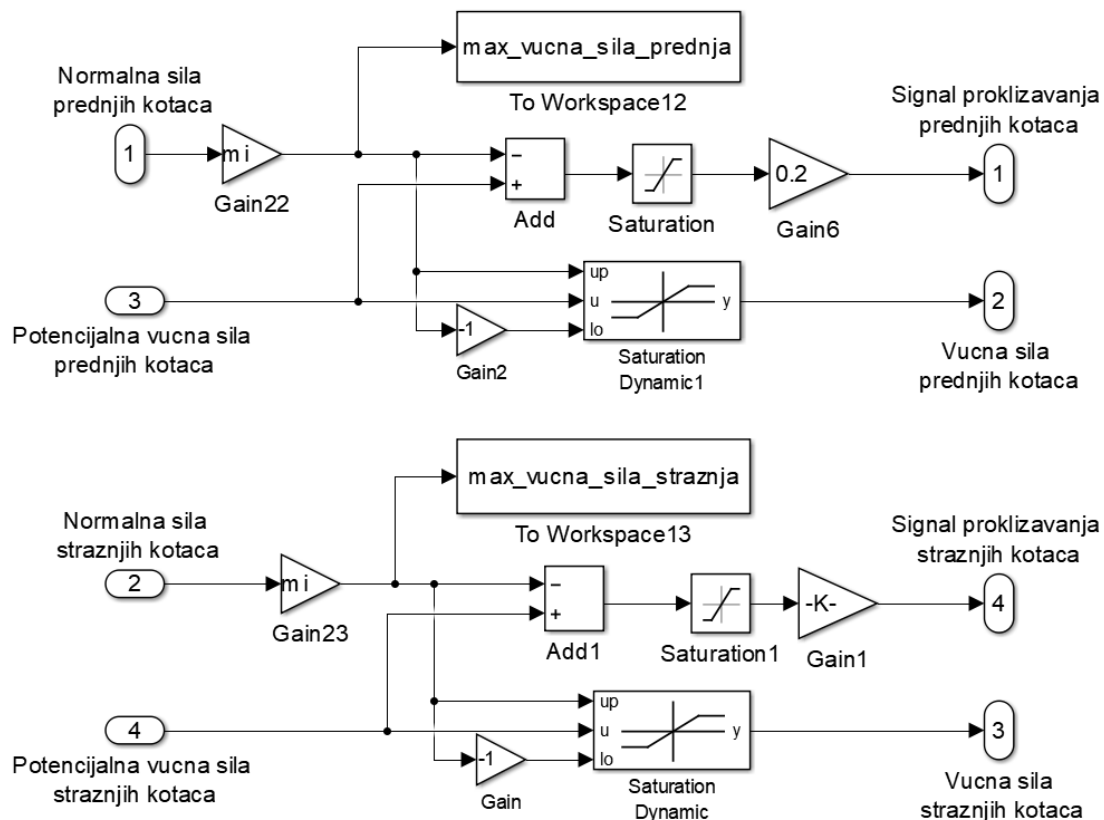 max_vucna_sila_prednja
To Workspace12
Normalna sila
prednjih kotaca
1
mi
Gain22
−
+
Add
Saturation
0.2
Gain6
Signal proklizavanja
prednjih kotaca
1
3
Potencijalna vucna sila
prednjih kotaca
-1
Gain2
up
u
lo
y
Saturation
Dynamic1
2
Vucna sila
prednjih kotaca
max_vucna_sila_straznja
To Workspace13
Normalna sila
straznjih kotaca
2
mi
Gain23
−
+
Add1
Saturation1
-K-
Gain1
Signal proklizavanja
straznjih kotaca
4
4
Potencijalna vucna sila
straznjih kotaca
-1
Gain
up
u
lo
y
Saturation
Dynamic
3
Vucna sila
straznjih kotaca